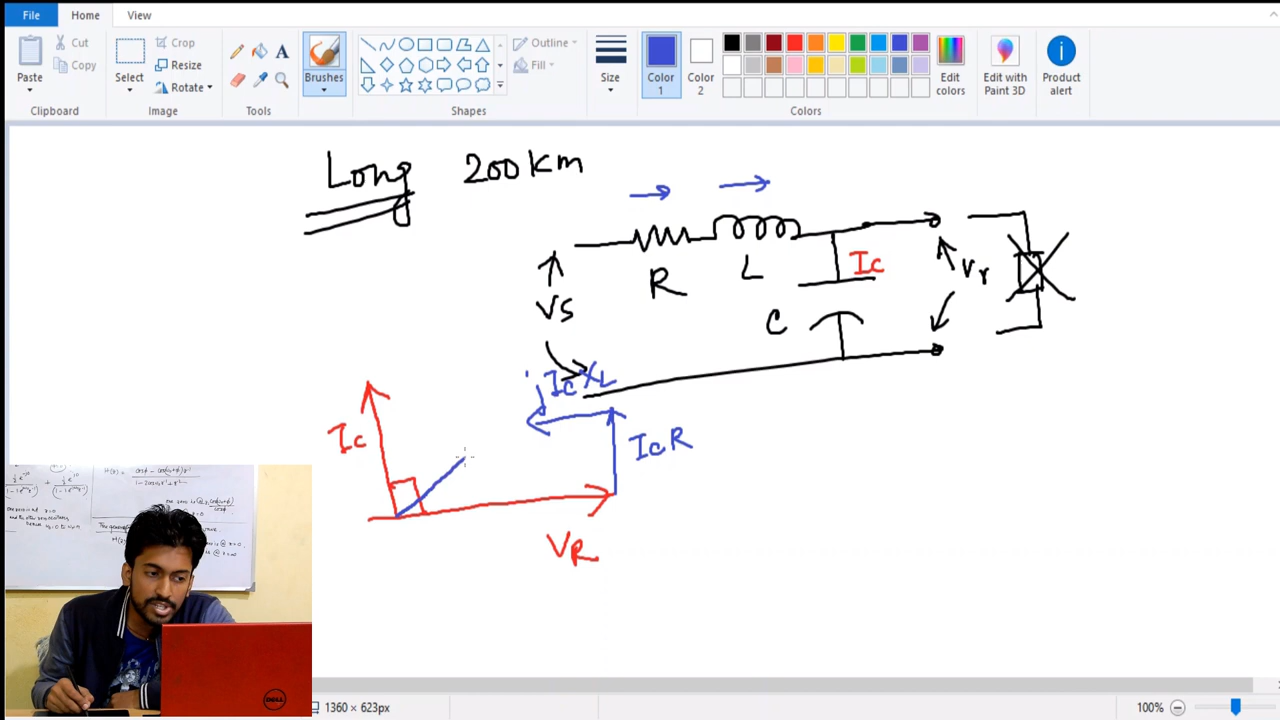 File Home View
Cut
Copy
Paste
Clipboard
Select
Crop
Resize
Rotate
Image
Tools
Brushes
Shapes
Outline
Fill
Size
Color 1
Color 2
Colors
Edit colors
Edit with Paint 3D
Product alert
Long 200km
R
L
Ic
C
Vs
Vr
jIcXL
IcR
Ic
VR
DELL
1360 × 623px
100%